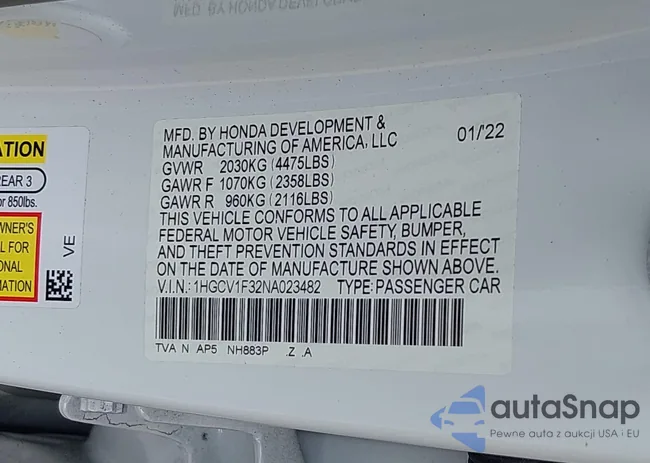 MFD. BY HONDA DEVELOPMENT &
MANUFACTURING OF AMERICA, LLC 01/22
GVWR 2030KG (4475LBS)
GAWR F 1070KG (2358LBS)
GAWR R 960KG (2116LBS)
THIS VEHICLE CONFORMS TO ALL APPLICABLE
FEDERAL MOTOR VEHICLE SAFETY, BUMPER,
AND THEFT PREVENTION STANDARDS IN EFFECT
ON THE DATE OF MANUFACTURE SHOWN ABOVE.
V.I.N.: 1HGCV1F32NA023482 TYPE: PASSENGER CAR
TVA N AP5 NH883P .Z .A
ATION
REAR 3
or 850lbs.
WNER'S
L FOR
ONAL
MATION
VE
autoSnap
Pewne auta z aukcji USA i EU